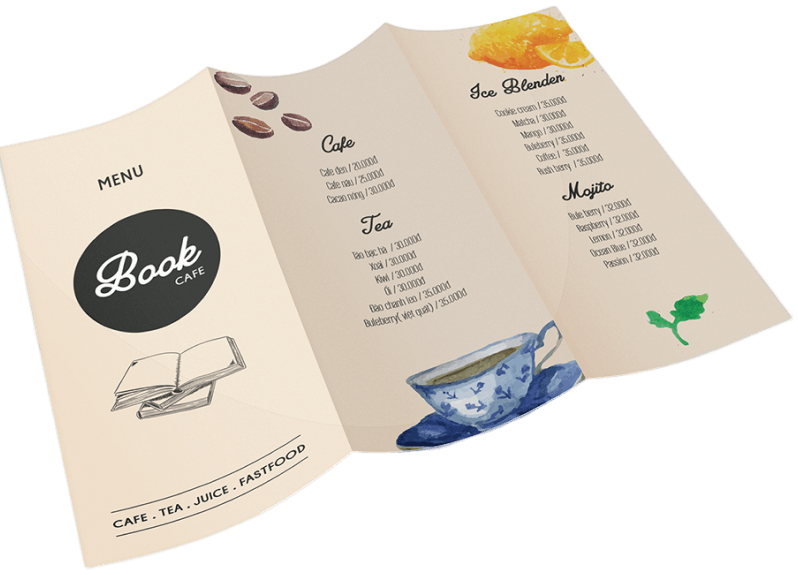 MENU
Book
CAFE
CAFE . TEA . JUICE . FASTFOOD
Cafe
Cafe đen / 20.000đ
Cafe nâu / 25.000đ
Cacao nóng / 30.000đ
Tea
Táo bạc hà / 30.000đ
Xoài / 30.000đ
Kiwi / 30.000đ
Ổi / 30.000đ
Đào chanh leo / 35.000đ
Buleberry( việt quất) / 35.000đ
Ice Blenden
Cookie cream / 35.000đ
Matcha / 30.000đ
Mango / 30.000đ
Buleberry / 35.000đ
Coffee / 35.000đ
Rush berry / 35.000đ
Mojito
Bule berry / 32.000đ
Raspberry / 32.000đ
Lemon / 32.000đ
Ocean Blue / 32.000đ
Passion / 32.000đ